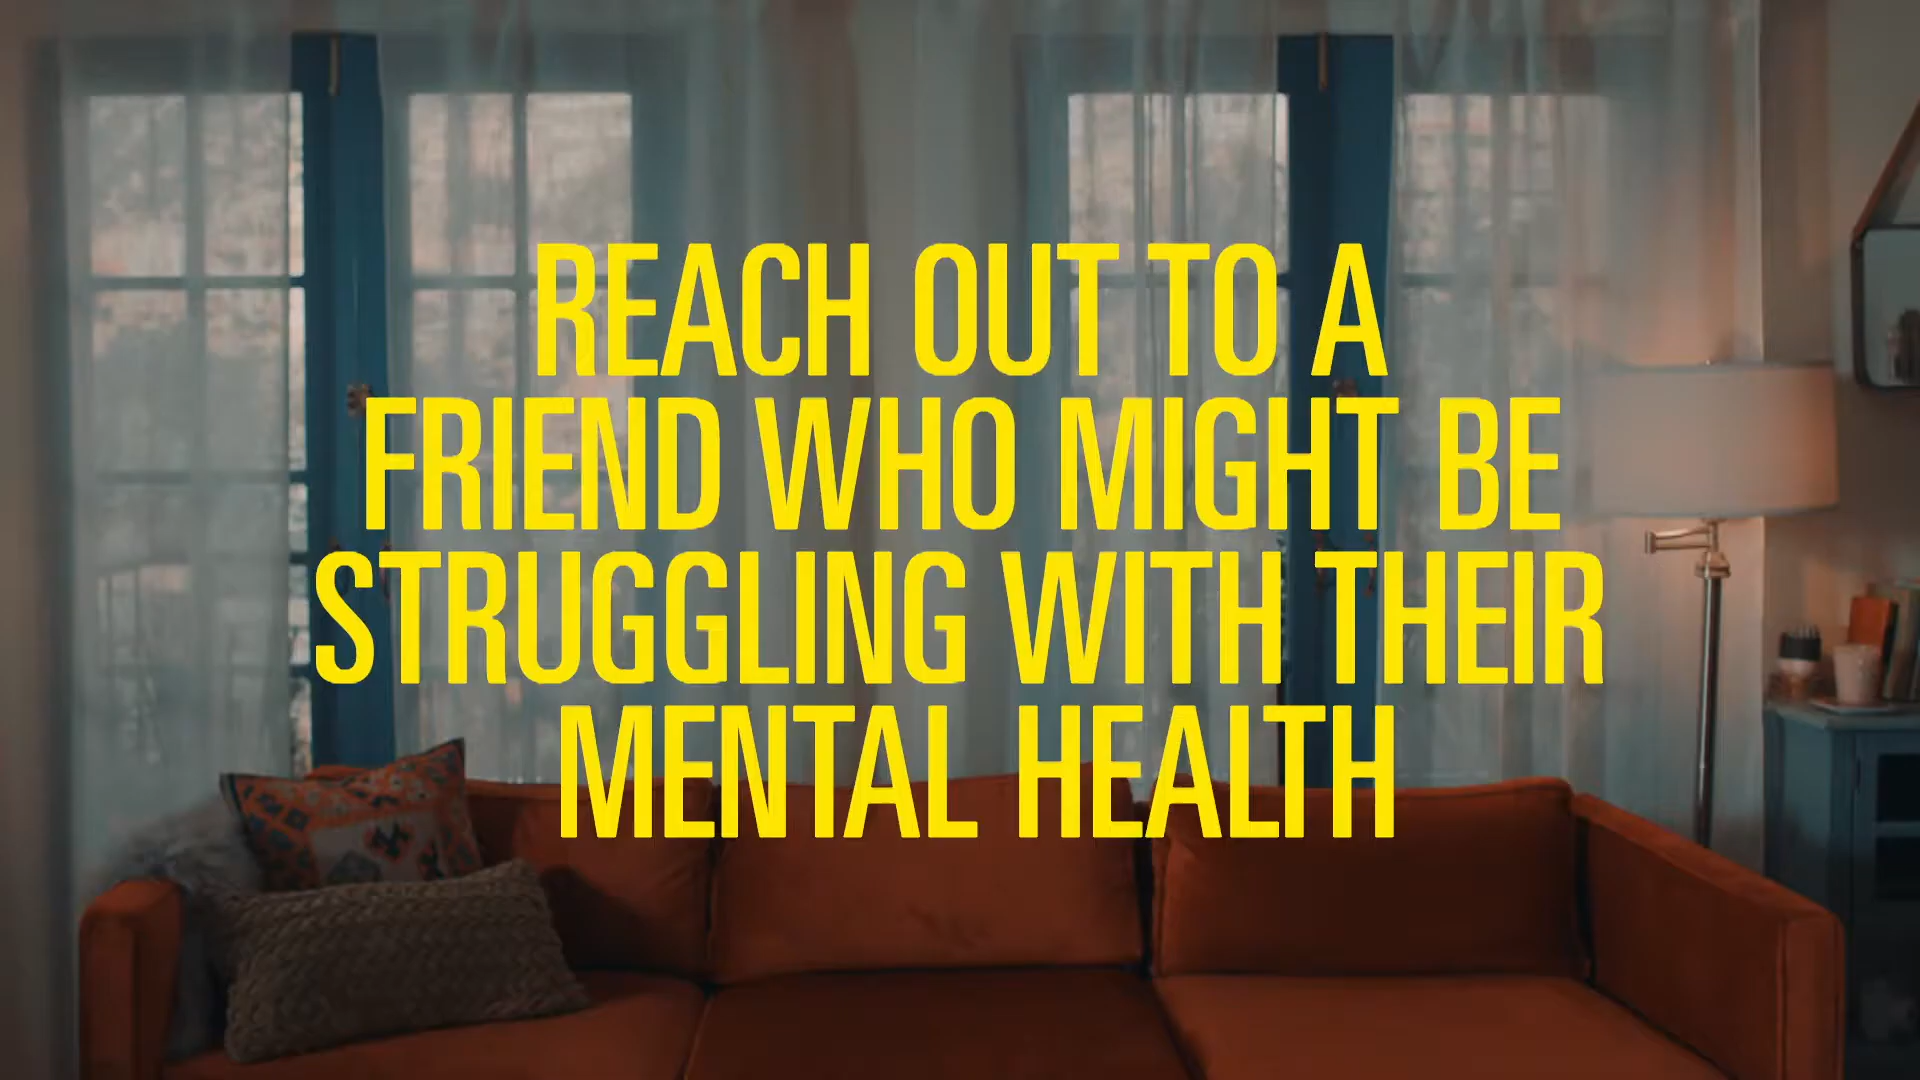 REACH OUT TO A
FRIEND WHO MIGHT BE
STRUGGLING WITH THEIR
MENTAL HEALTH